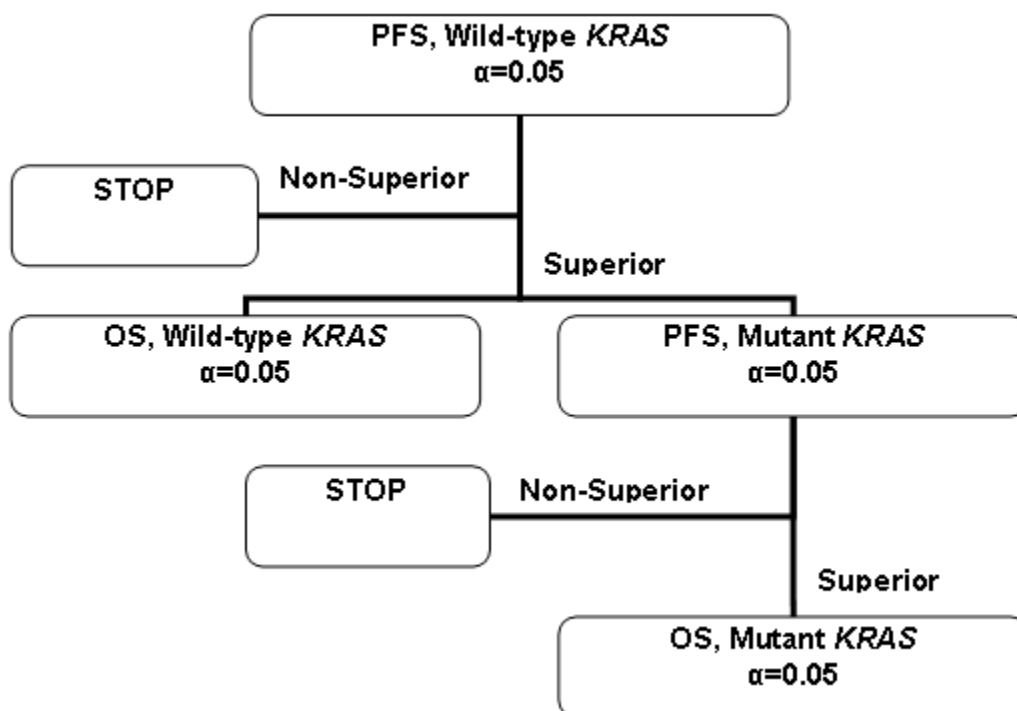 PFS, Wild-type KRAS
α=0.05
Non-Superior
STOP
Superior
OS, Wild-type KRAS
α=0.05
PFS, Mutant KRAS
α=0.05
STOP
Non-Superior
Superior
OS, Mutant KRAS
α=0.05